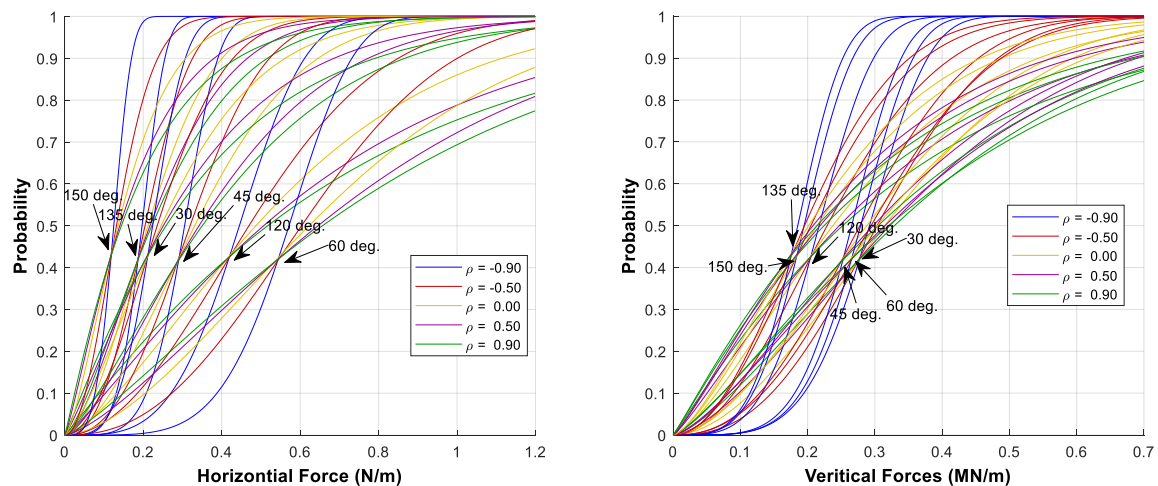 Probability
1
0.9
0.8
0.7
0.6
0.5
0.4
0.3
0.2
0.1
0
0 0.2 0.4 0.6 0.8 1 1.2
Horizontial Force (N/m)
150 deg.
135 deg.
30 deg.
45 deg.
120 deg.
60 deg.
ρ = -0.90
ρ = -0.50
ρ = 0.00
ρ = 0.50
ρ = 0.90
Probability
1
0.9
0.8
0.7
0.6
0.5
0.4
0.3
0.2
0.1
0
0 0.1 0.2 0.3 0.4 0.5 0.6 0.7
Veritical Forces (MN/m)
135 deg.
120 deg.
30 deg.
150 deg.
60 deg.
45 deg.
ρ = -0.90
ρ = -0.50
ρ = 0.00
ρ = 0.50
ρ = 0.90